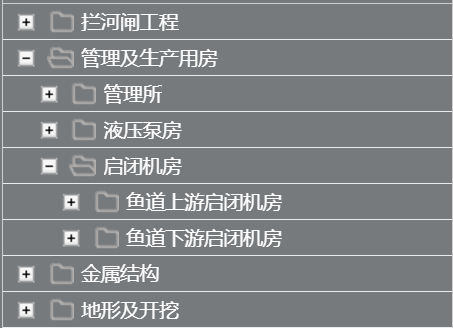 拦河闸工程
管理及生产用房
管理所
液压泵房
启闭机房
鱼道上游启闭机房
鱼道下游启闭机房
金属结构
地形及开挖